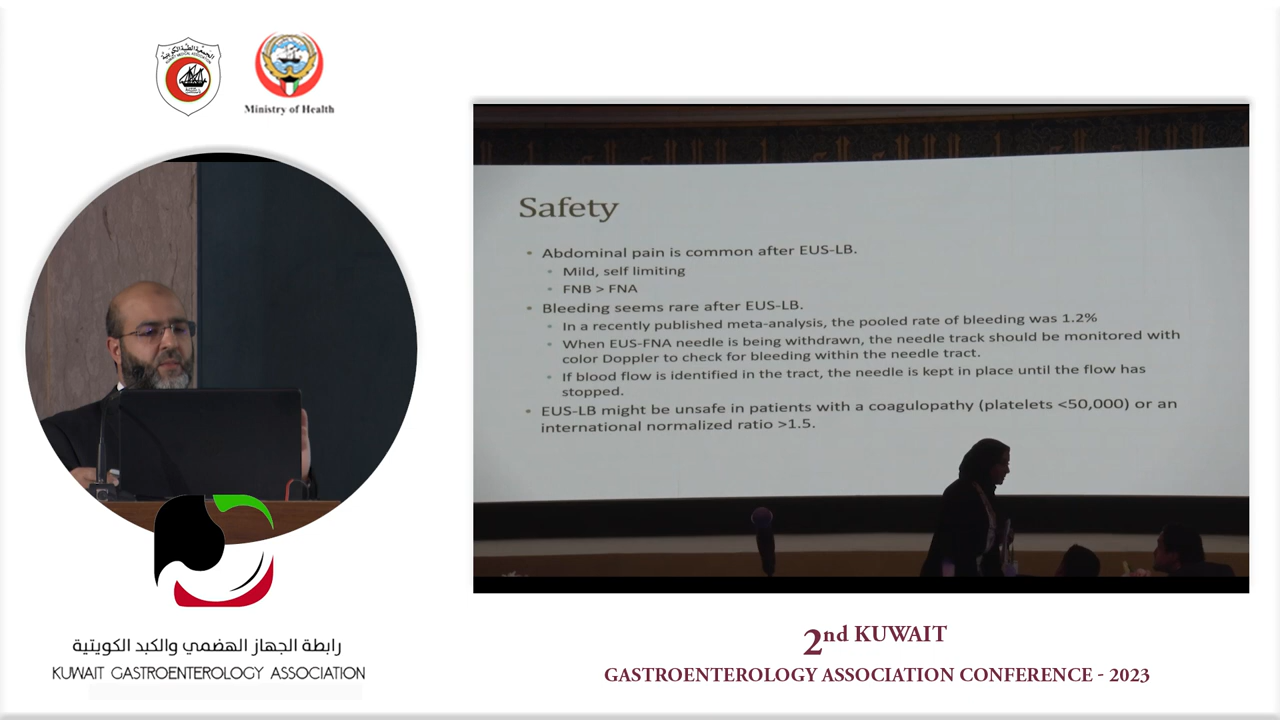 Ministry of Health
Safety
• Abdominal pain is common after EUS-LB.
• Mild, self limiting
• FNB > FNA
• Bleeding seems rare after EUS-LB.
• In a recently published meta-analysis, the pooled rate of bleeding was 1.2%
• When EUS-FNA needle is being withdrawn, the needle track should be monitored with
color Doppler to check for bleeding within the needle tract.
• If blood flow is identified in the tract, the needle is kept in place until the flow has
stopped.
• EUS-LB might be unsafe in patients with a coagulopathy (platelets <50,000) or an
international normalized ratio >1.5.
رابطة الجهاز الهضمي والكبد الكويتية
KUWAIT GASTROENTEROLOGY ASSOCIATION
2nd KUWAIT
GASTROENTEROLOGY ASSOCIATION CONFERENCE - 2023